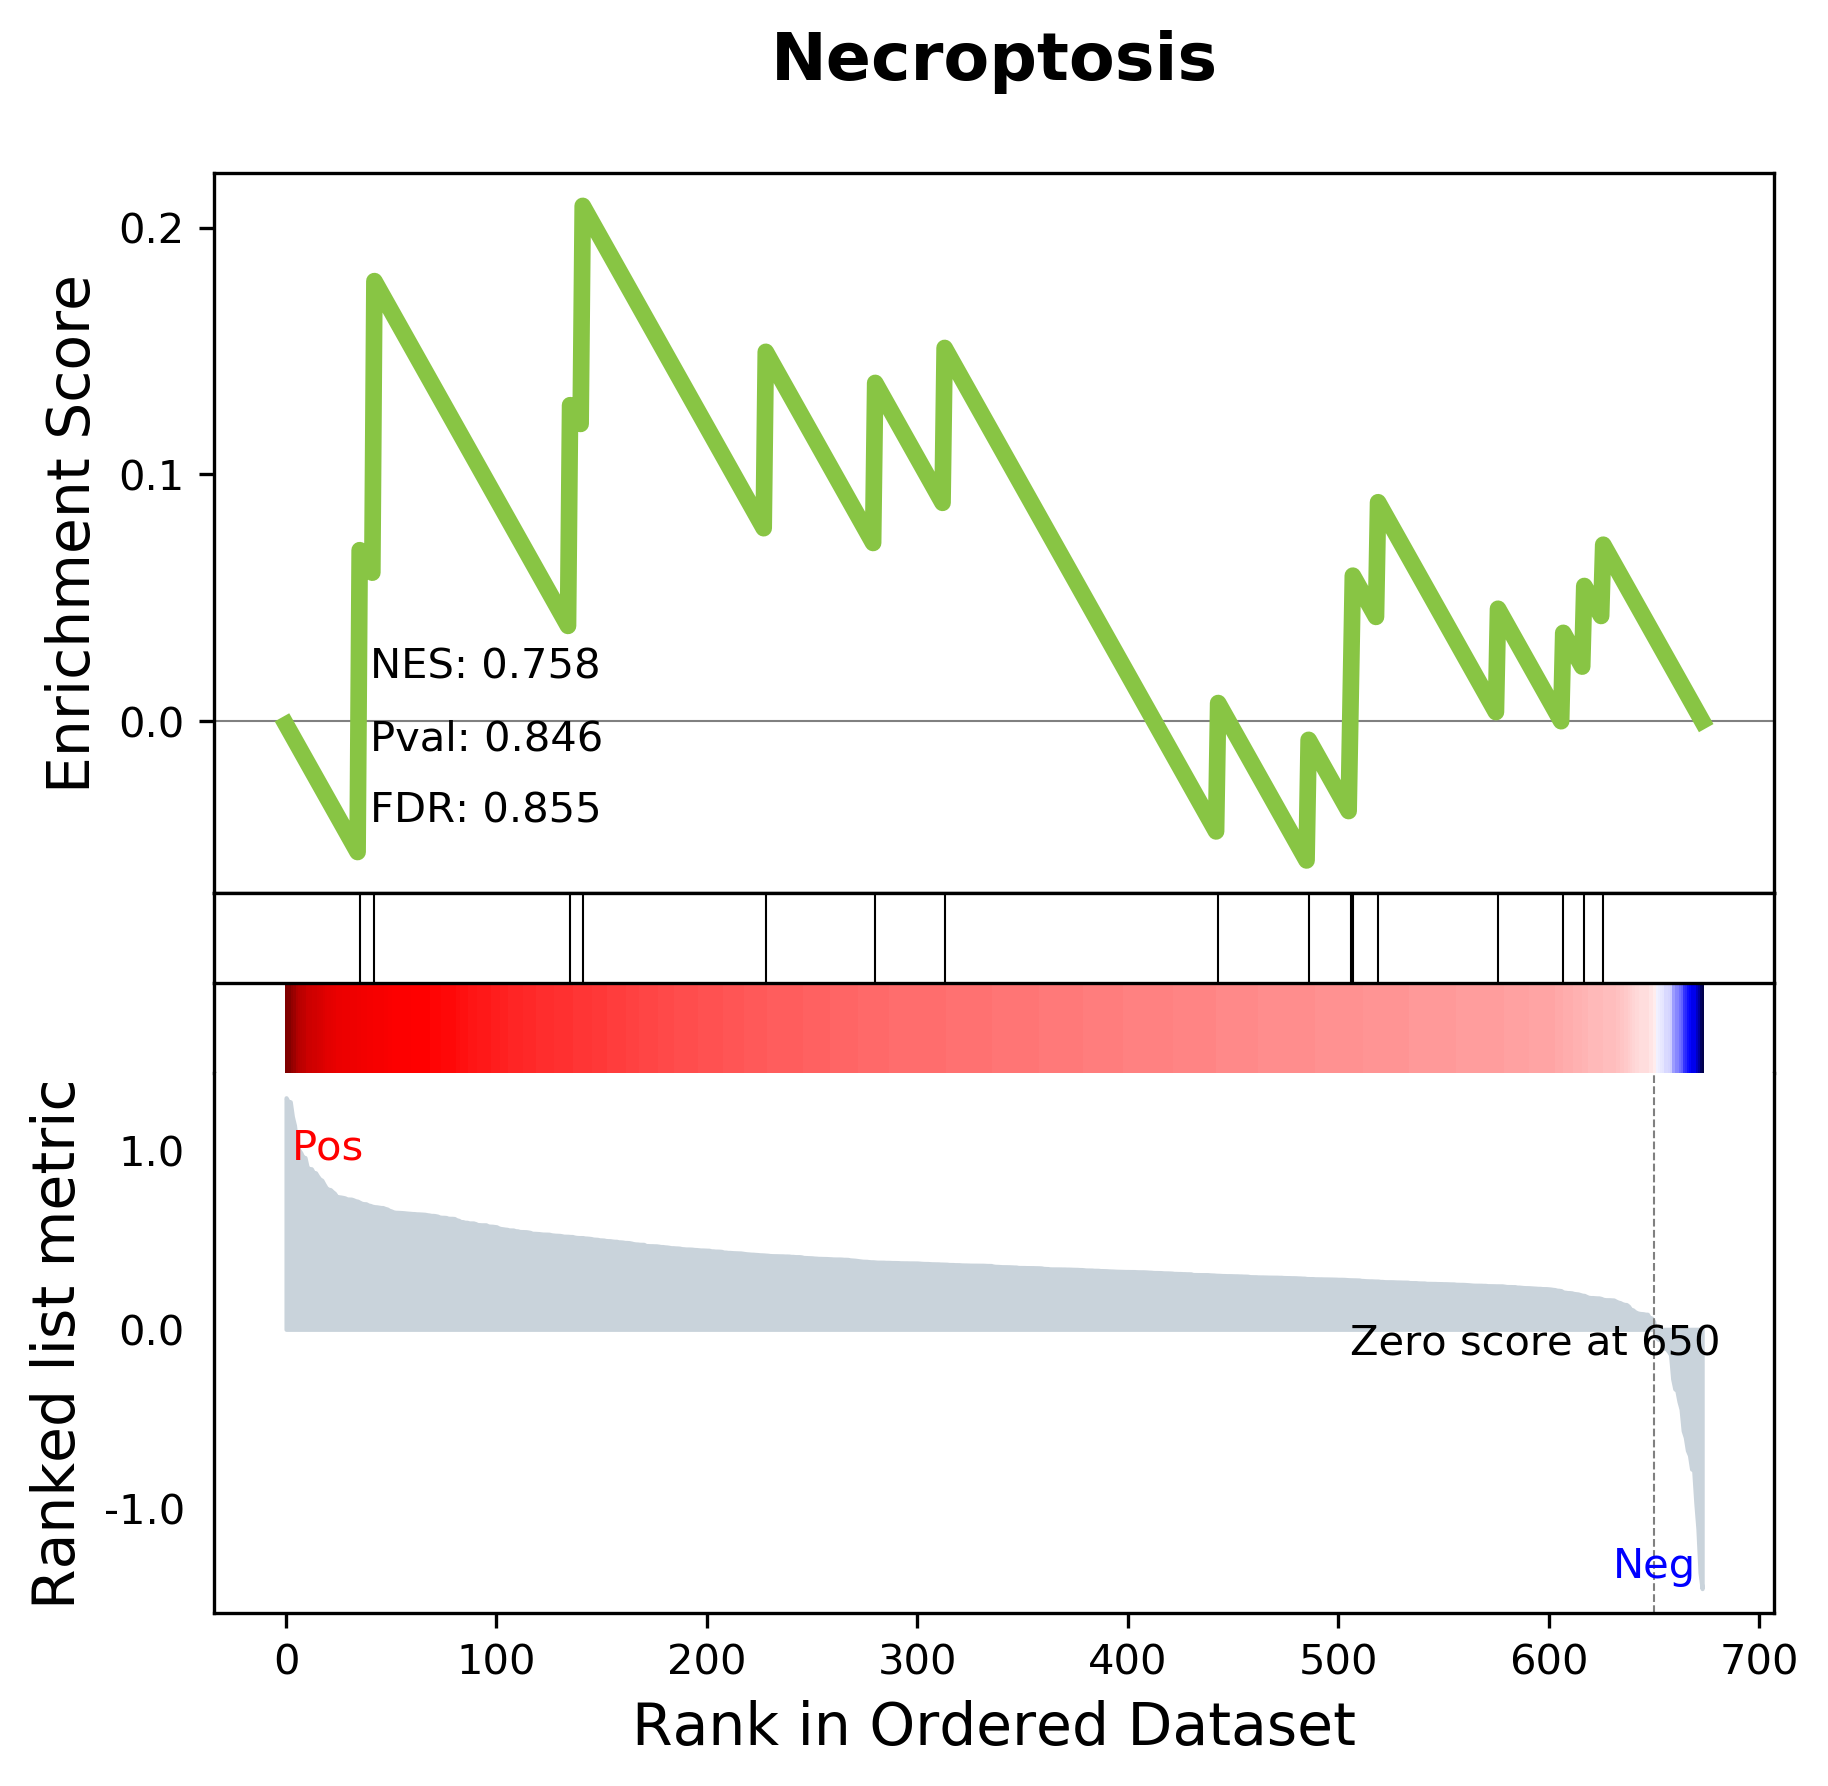 Necroptosis
Enrichment Score
0.2
0.1
0.0
NES: 0.758
Pval: 0.846
FDR: 0.855
Ranked list metric
1.0
0.0
-1.0
Pos
Zero score at 650
Neg
0 100 200 300 400 500 600 700
Rank in Ordered Dataset